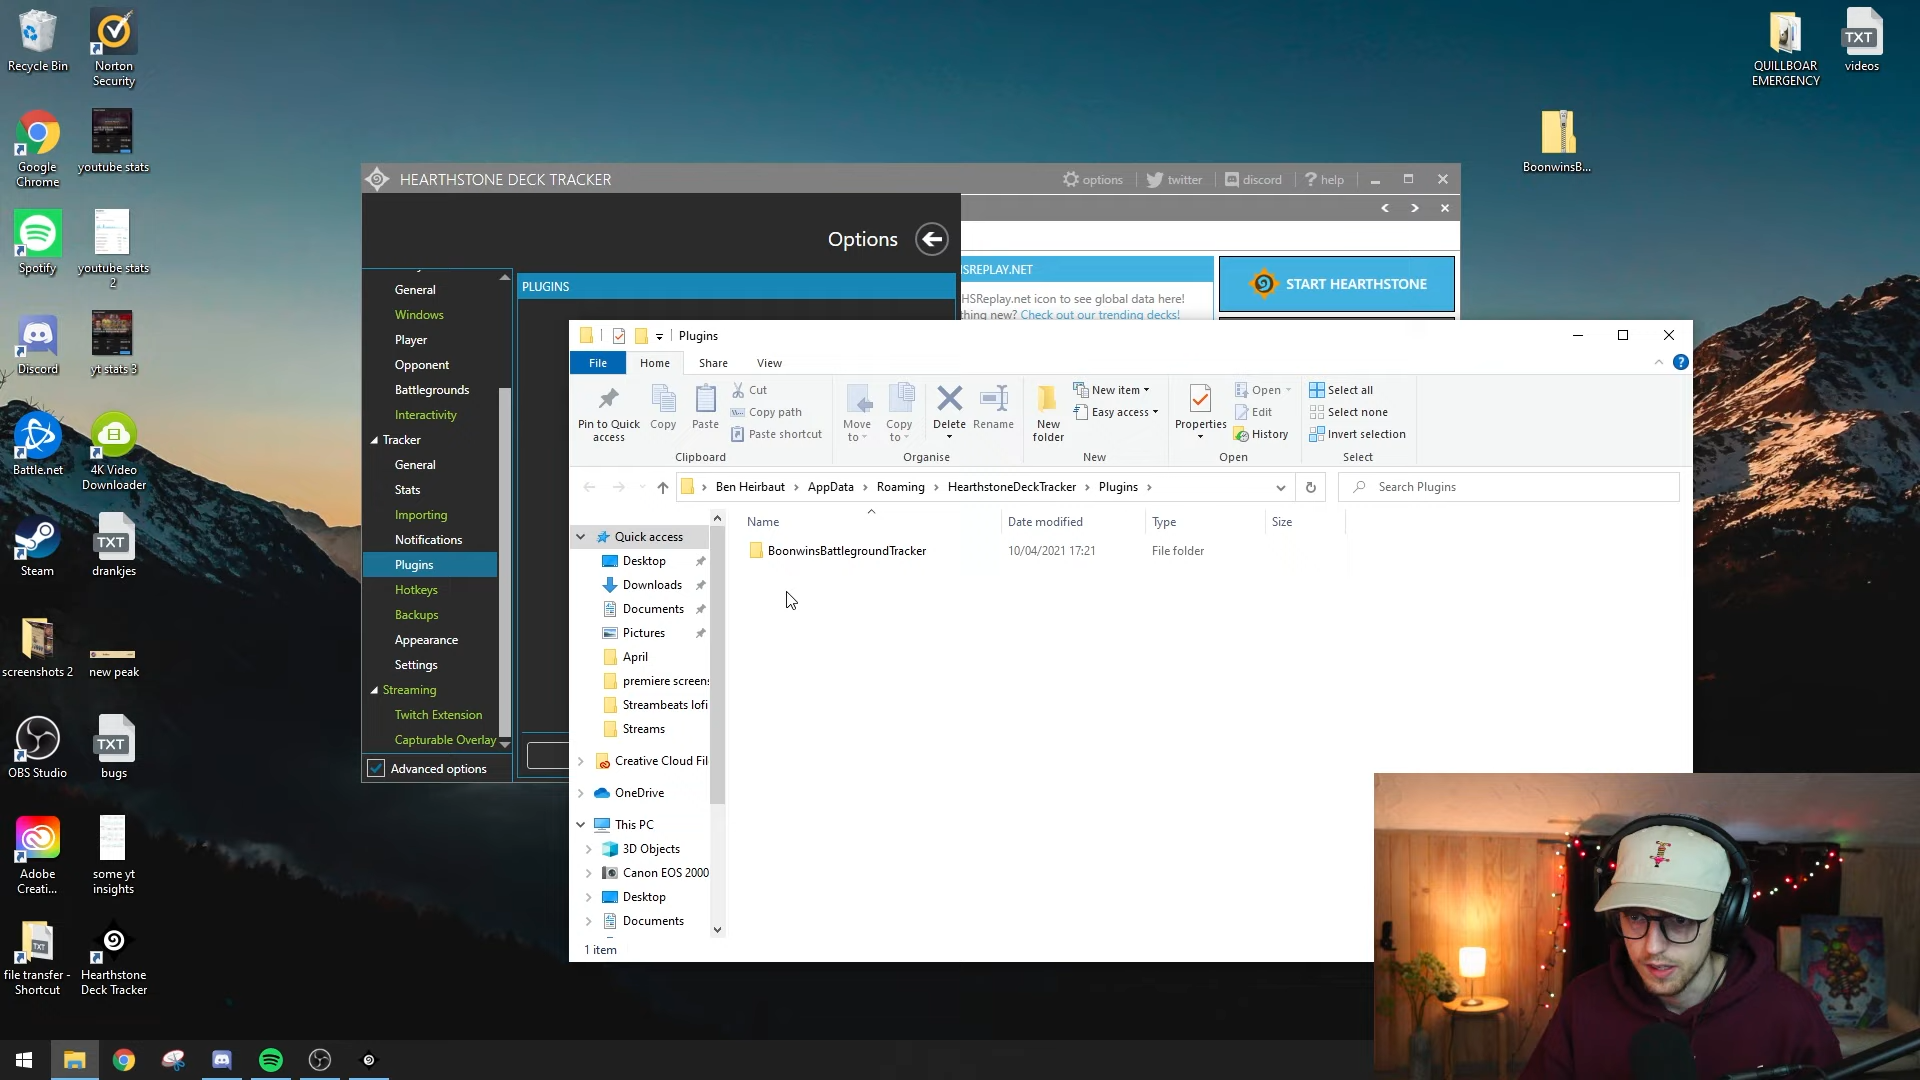 Recycle Bin
Norton
Security
Google
Chrome
youtube stats
Spotify
youtube stats
2
Discord
yt stats 3
Battle.net
4K Video
Downloader
Steam
TXT
drankjes
screenshots 2
new peak
OBS Studio
TXT
bugs
Adobe
Creati...
some yt
insights
TXT
file transfer -
Shortcut
Hearthstone
Deck Tracker
QUILLBOAR
EMERGENCY
TXT
videos
BoonwinsB...
HEARTHSTONE DECK TRACKER
options
twitter
discord
? help
Options
General
Windows
Player
Opponent
Battlegrounds
Interactivity
Tracker
General
Stats
Importing
Notifications
Plugins
Hotkeys
Backups
Appearance
Settings
Streaming
Twitch Extension
Capturable Overlay
Advanced options
PLUGINS
SREPLAY.NET
HSReplay.net icon to see global data here!
thing new? Check out our trending decks!
START HEARTHSTONE
Plugins
File
Home
Share
View
Pin to Quick
access
Copy
Paste
Cut
Copy path
Paste shortcut
Clipboard
Move
to
Copy
to
Delete
Rename
Organise
New
folder
New item
Easy access
New
Properties
Open
Edit
History
Open
Select all
Select none
Invert selection
Select
Ben Heirbaut > AppData > Roaming > HearthstoneDeckTracker > Plugins >
Search Plugins
Name
Date modified
Type
Size
BoonwinsBattlegroundTracker
10/04/2021 17:21
File folder
Quick access
Desktop
Downloads
Documents
Pictures
April
premiere screens
Streambeats lofi
Streams
Creative Cloud Fil
OneDrive
This PC
3D Objects
Canon EOS 2000
Desktop
Documents
1 item